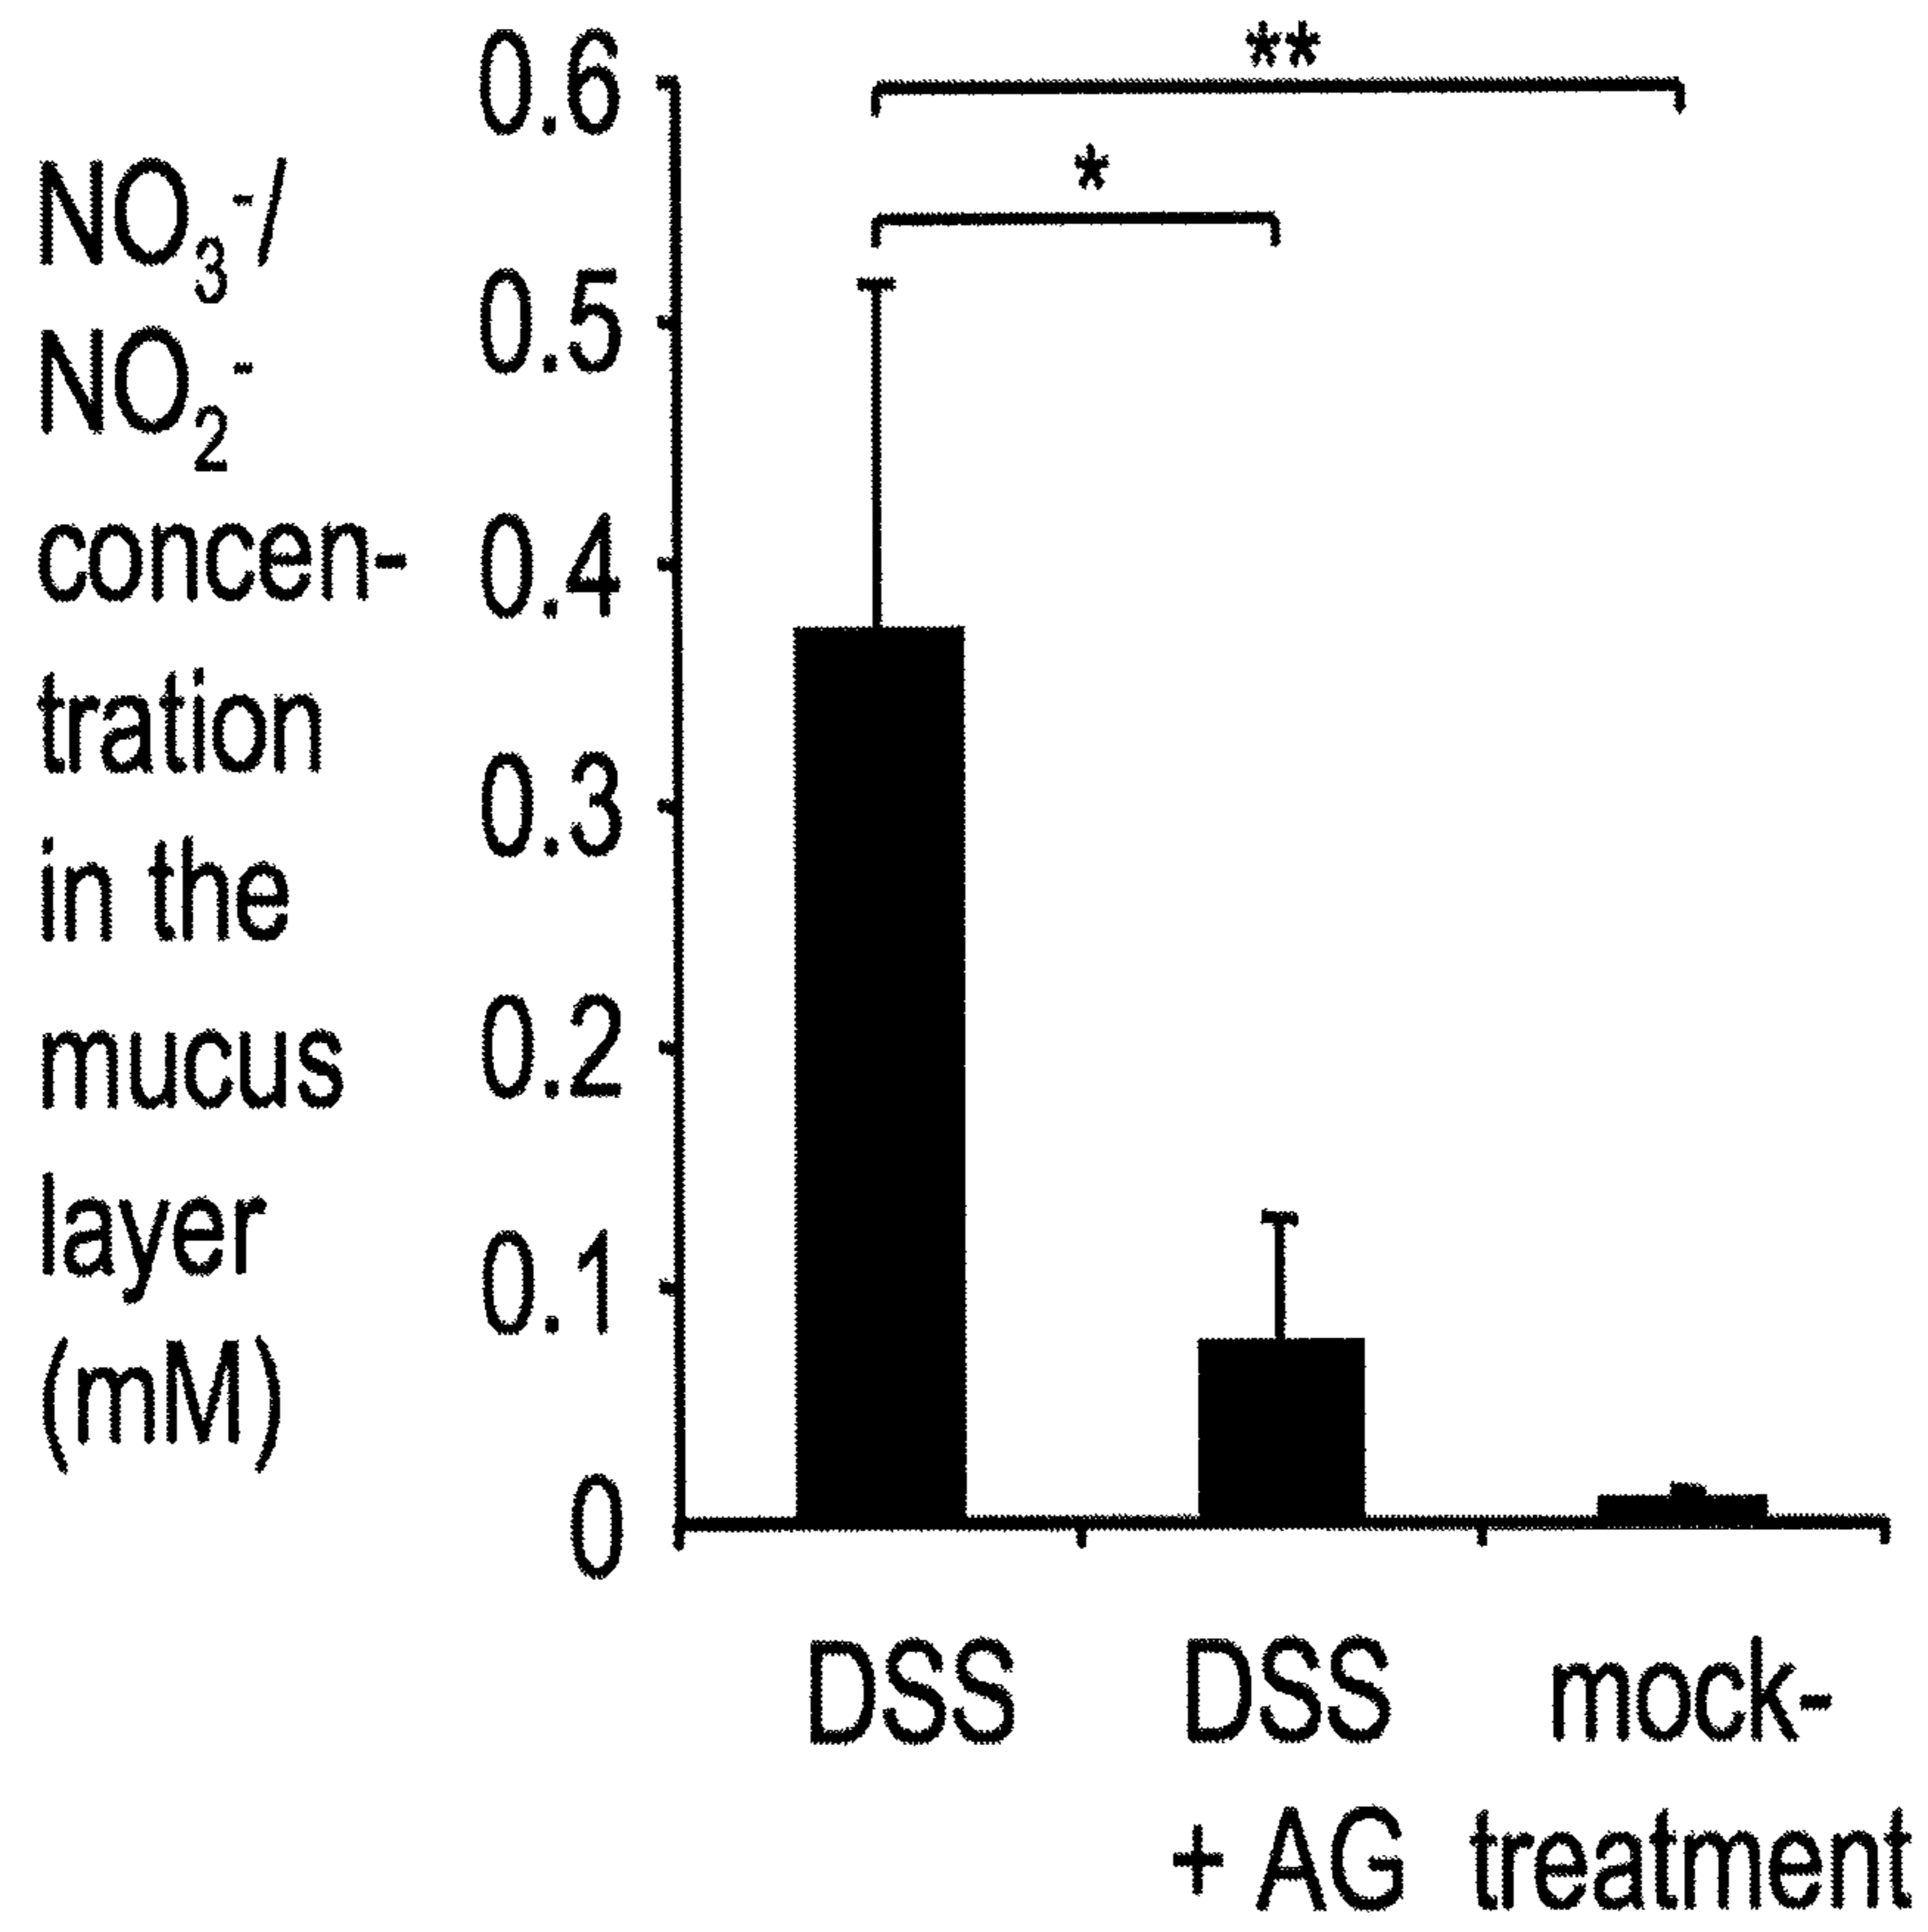 NO₃⁻/
NO₂⁻
concen-
tration
in the
mucus
layer
(mM)
0.6
0.5
0.4
0.3
0.2
0.1
0
**
*
DSS
DSS
+ AG
mock-
treatment